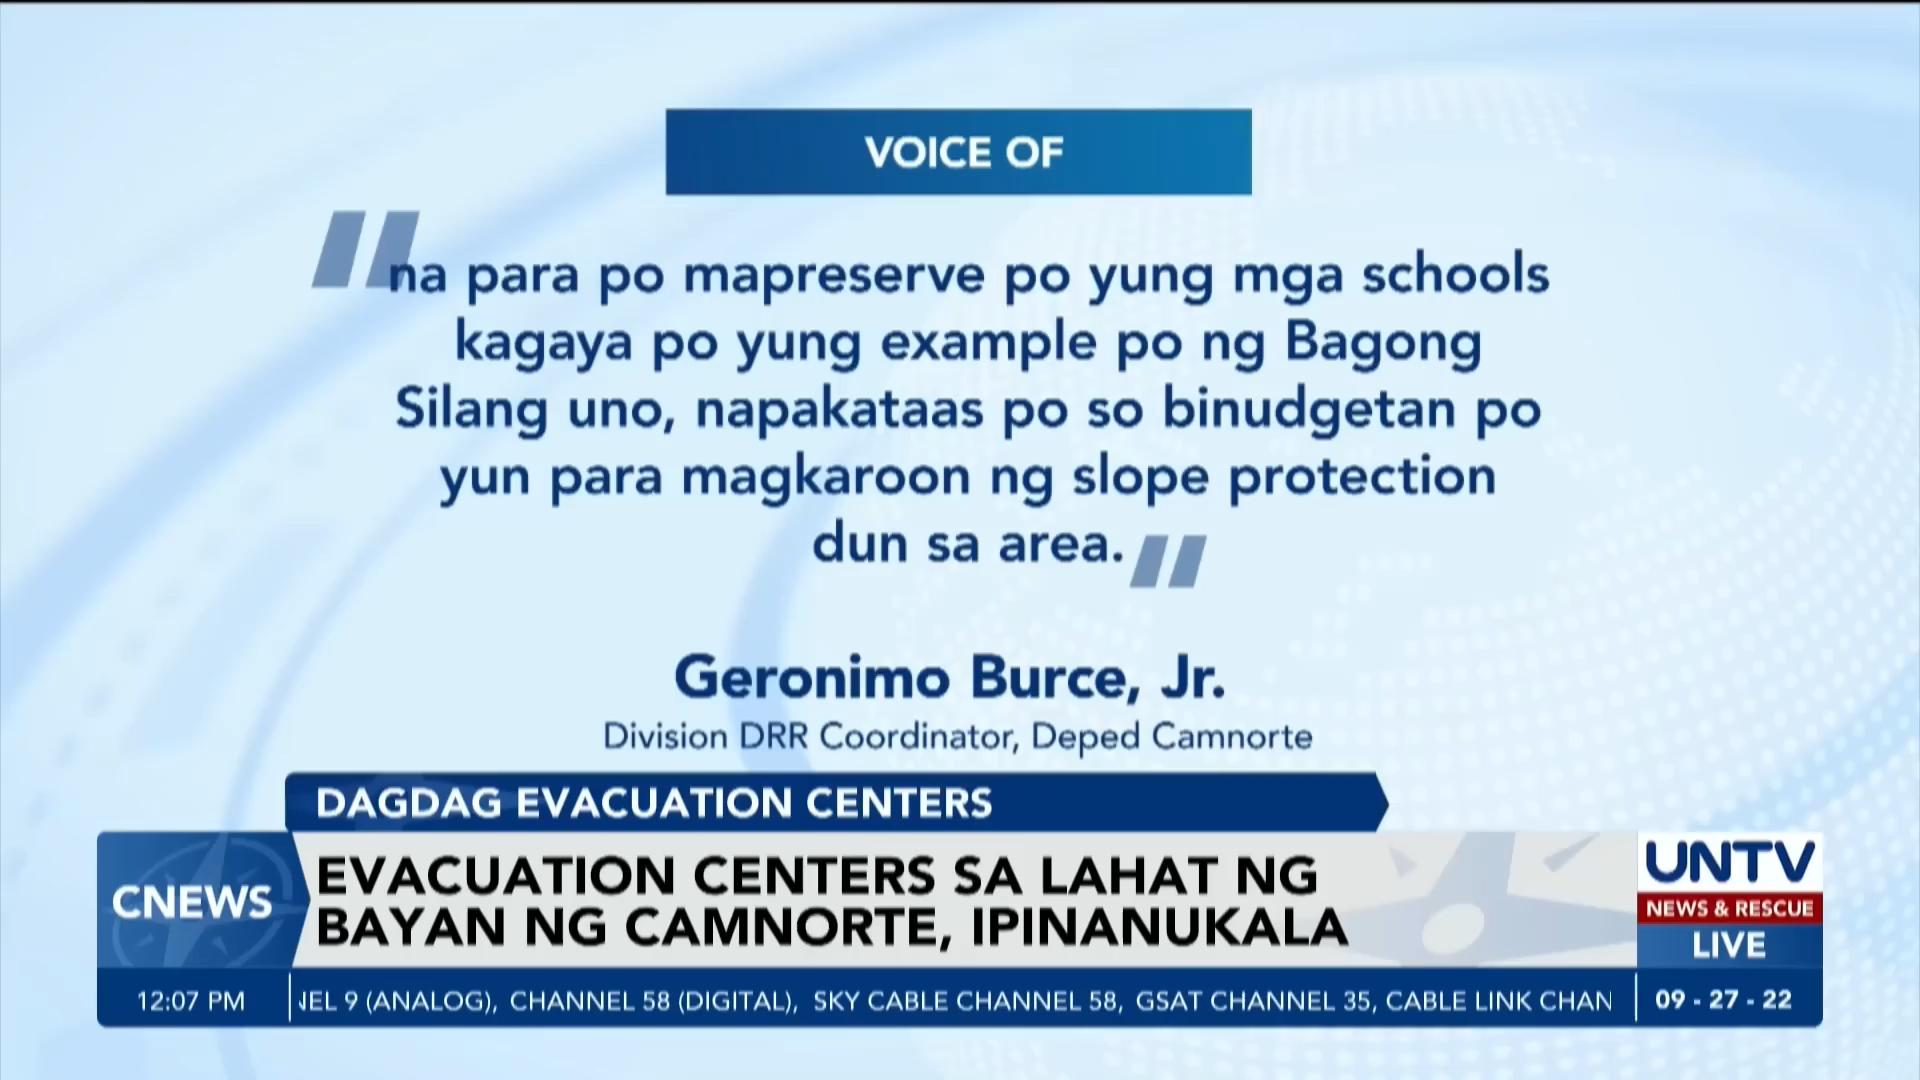 VOICE OF
na para po mapreserve po yung mga schools
kagaya po yung example po ng Bagong
Silang uno, napakataas po so binudgetan po
yun para magkaroon ng slope protection
dun sa area.
Geronimo Burce, Jr.
Division DRR Coordinator, Deped Camnorte
DAGDAG EVACUATION CENTERS
CNEWS
EVACUATION CENTERS SA LAHAT NG
BAYAN NG CAMNORTE, IPINANUKALA
UNTV
NEWS & RESCUE
LIVE
12:07 PM
NEL 9 (ANALOG), CHANNEL 58 (DIGITAL), SKY CABLE CHANNEL 58, GSAT CHANNEL 35, CABLE LINK CHAN
09 - 27 - 22